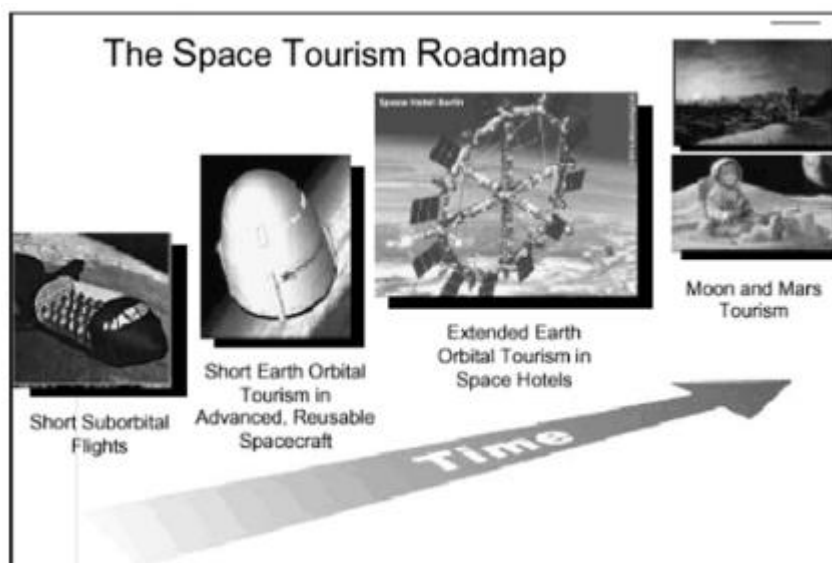 The Space Tourism Roadmap
Space Hotel Berlin
Short Suborbital
Flights
Short Earth Orbital
Tourism in
Advanced, Reusable
Spacecraft
Extended Earth
Orbital Tourism in
Space Hotels
Moon and Mars
Tourism
Time